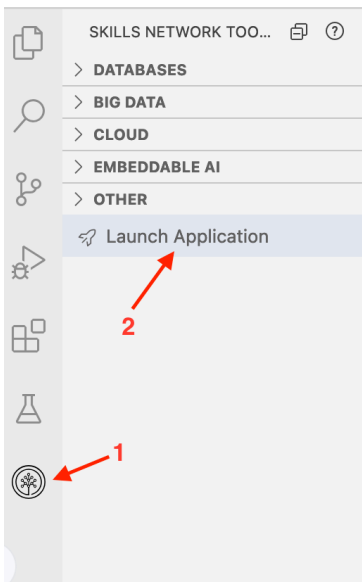 SKILLS NETWORK TOO...
DATABASES
BIG DATA
CLOUD
EMBEDDABLE AI
OTHER
Launch Application
2
1